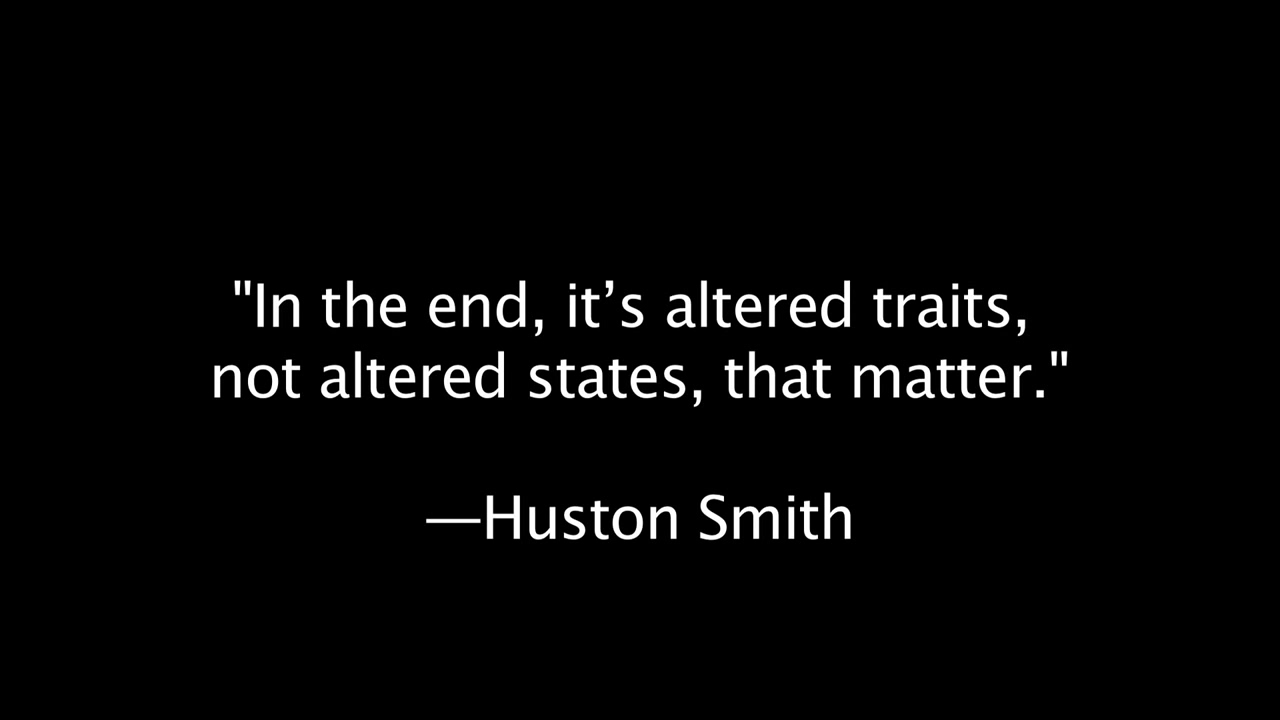 "In the end, it’s altered traits,
not altered states, that matter."
—Huston Smith